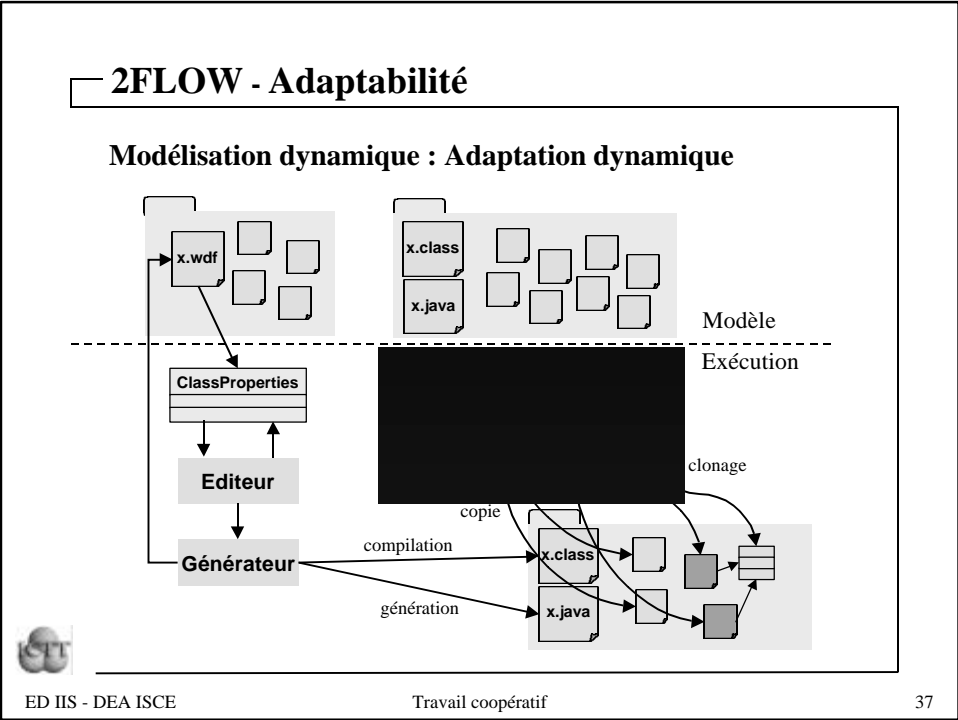 2FLOW - Adaptabilité
Modélisation dynamique : Adaptation dynamique
x.wdf
x.class
x.java
Modèle
Exécution
ClassProperties
Editeur
clonage
copie
Générateur
compilation
x.class
génération
x.java
ICTT
ED IIS - DEA ISCE
Travail coopératif
37